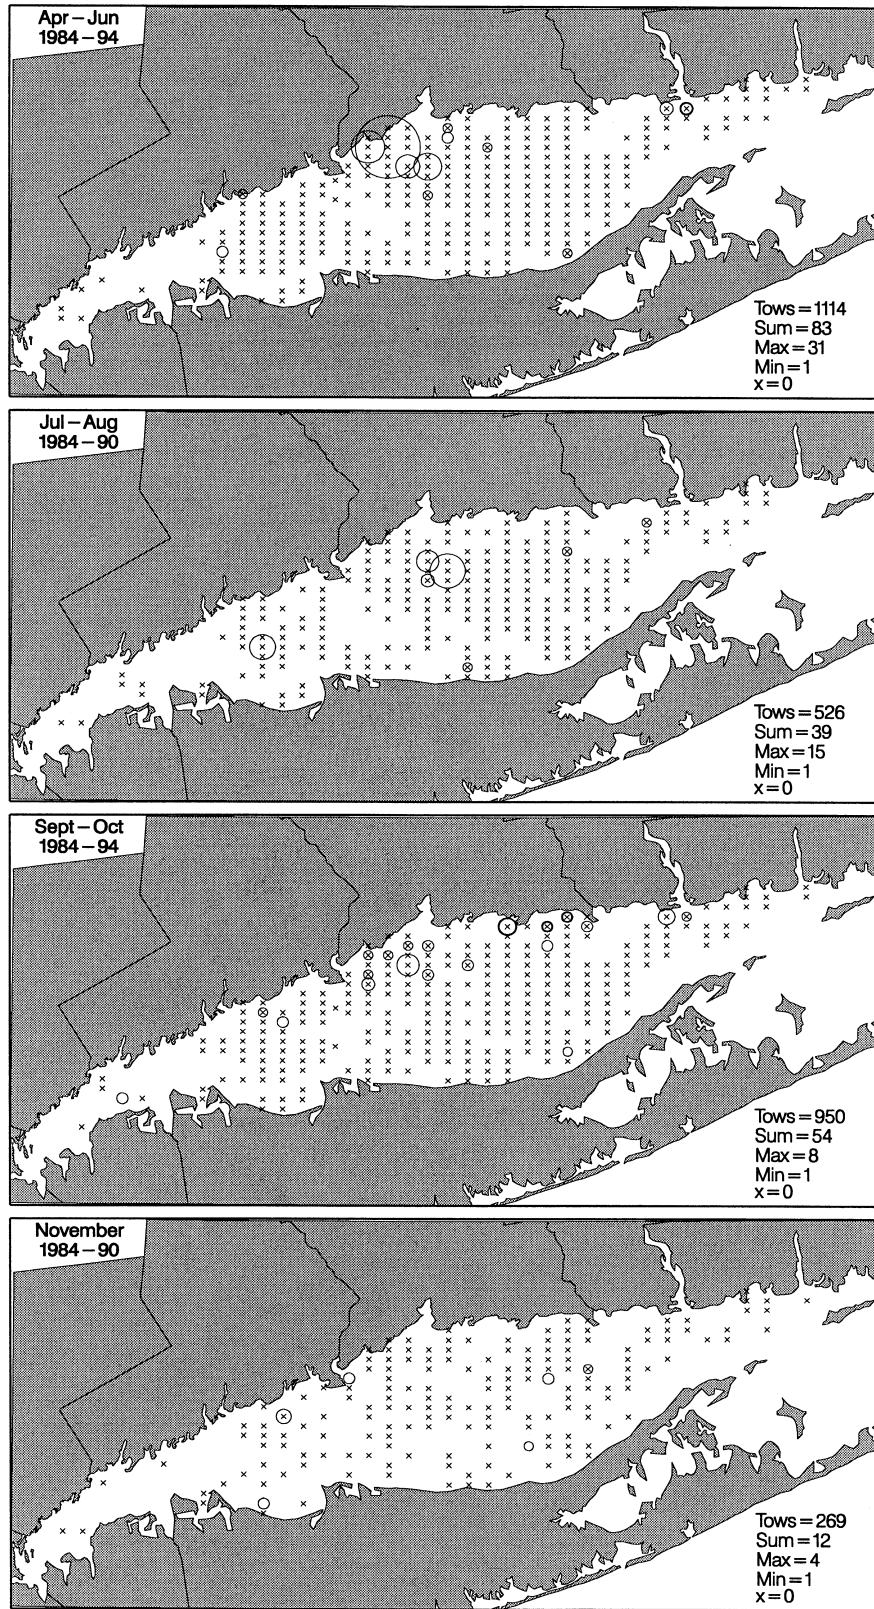 Apr–Jun
1984–94
Tows=1114
Sum=83
Max=31
Min=1
x=0
Jul–Aug
1984–90
Tows=526
Sum=39
Max=15
Min=1
x=0
Sept–Oct
1984–94
Tows=950
Sum=54
Max=8
Min=1
x=0
November
1984–90
Tows=269
Sum=12
Max=4
Min=1
x=0